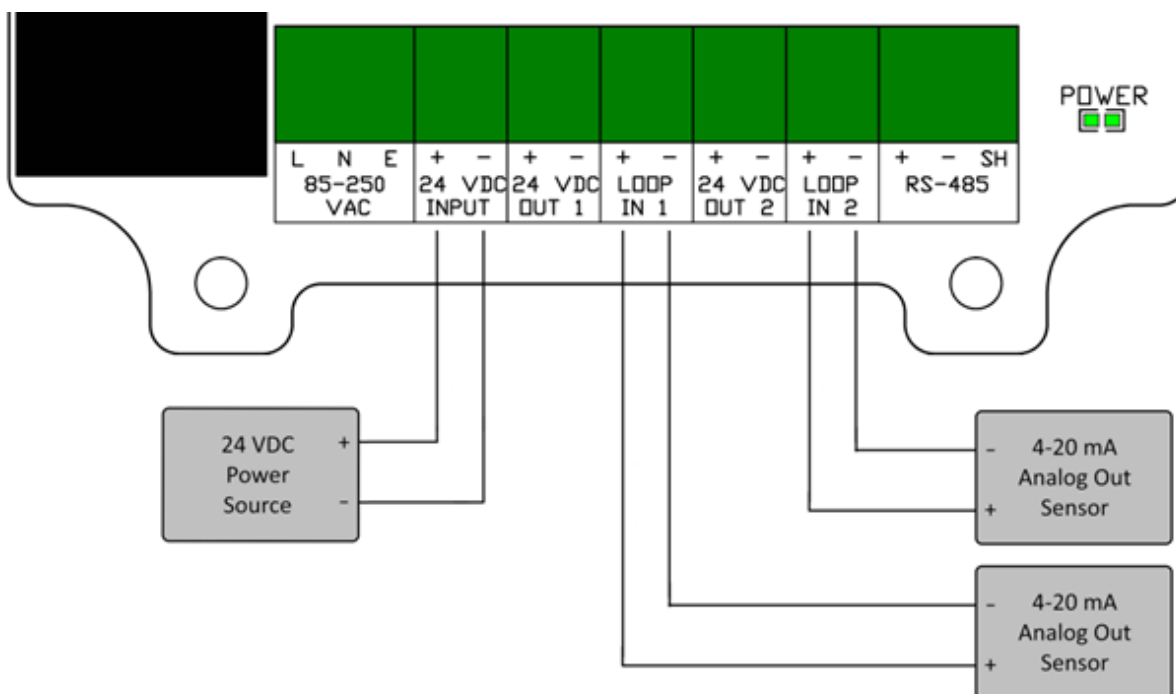 POWER
L N E + - + - + - + - + - + - SH
85-250 24 VDC 24 VDC LOOP 24 VDC LOOP RS-485
VAC INPUT OUT 1 IN 1 OUT 2 IN 2
24 VDC +
Power
Source -
- 4-20 mA
Analog Out
+ Sensor
- 4-20 mA
Analog Out
+ Sensor